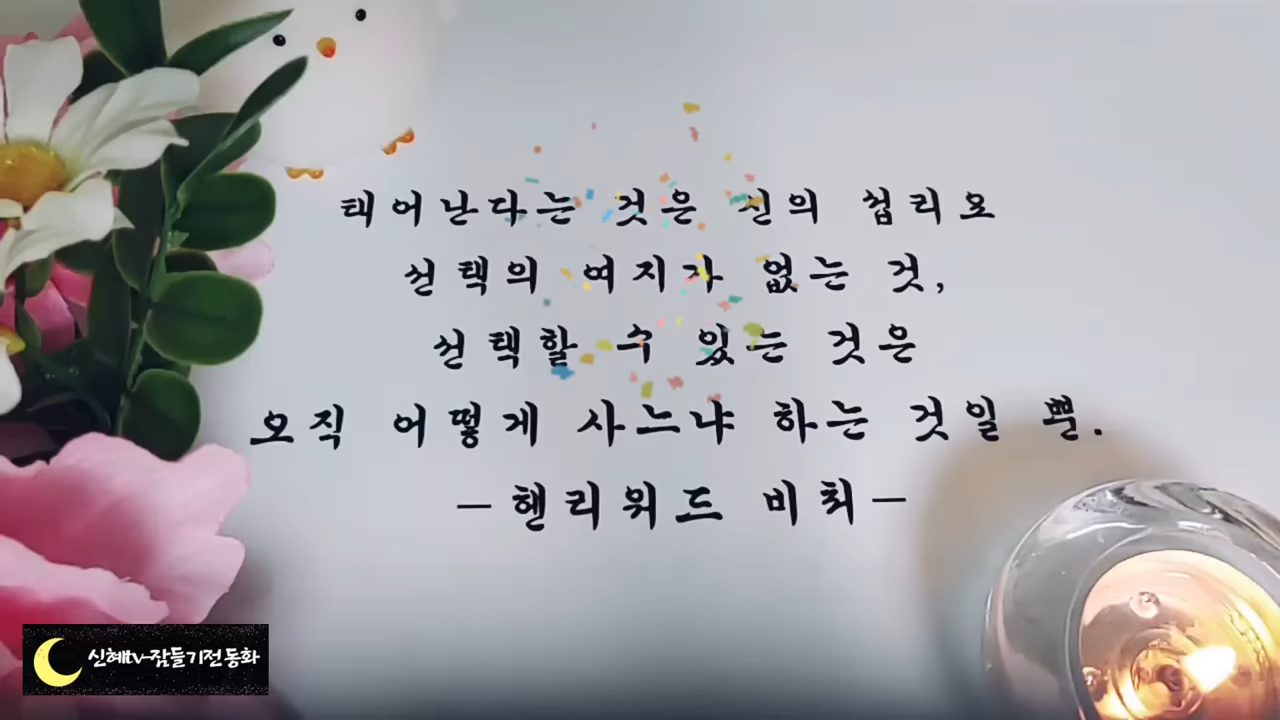 태어난다는 것은 신의 섭리오
선택의 여지가 없는 것,
선택할 수 있는 것은
오직 어떻게 사느냐 하는 것일 뿐.
-헨리워드 비취-
신혜tv-잠들기전동화